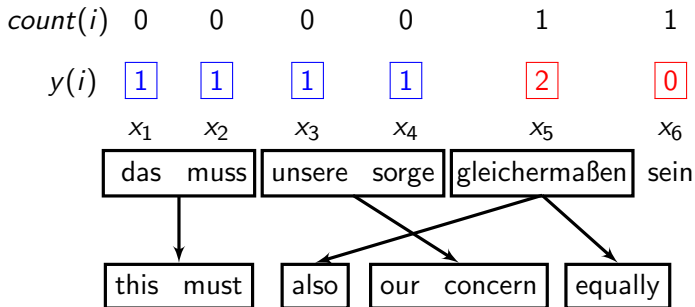 count(i) 0 0 0 0 1 1
y(i) 1 1 1 1 2 0
x₁ x₂ x₃ x₄ x₅ x₆
das muss unsere sorge gleichermaßen sein
this must also our concern equally